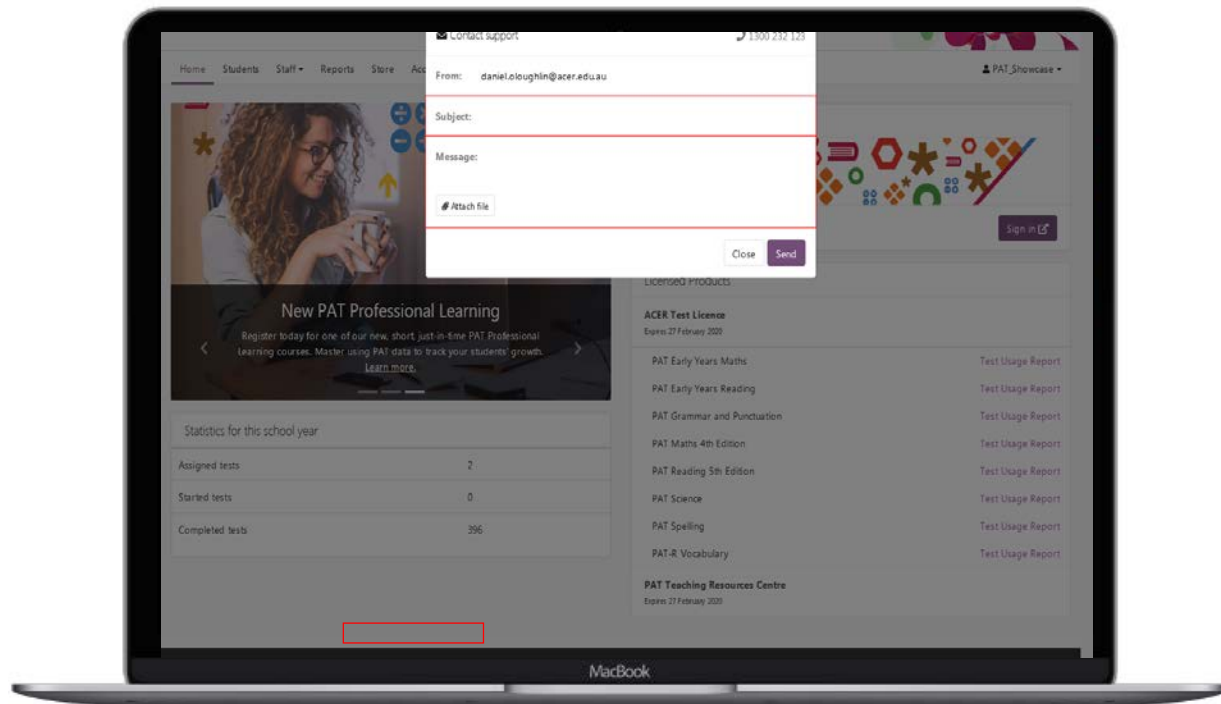 Contact support 1300 232 123
Home Students Staff Reports Store Acc PAT_Showcase
From: daniel.oloughlin@acer.edu.au
Subject:
Message:
Attach file
Close Send
Sign in
New PAT Professional Learning
Register today for one of our new, short, just-in-time PAT Professional
Learning courses. Master using PAT data to track your students' growth.
Learn more.
Statistics for this school year
Assigned tests 2
Started tests 0
Completed tests 396
Licensed Products
ACER Test Licence
Expires 27 February 2020
PAT Early Years Maths Test Usage Report
PAT Early Years Reading Test Usage Report
PAT Grammar and Punctuation Test Usage Report
PAT Maths 4th Edition Test Usage Report
PAT Reading 5th Edition Test Usage Report
PAT Science Test Usage Report
PAT Spelling Test Usage Report
PAT-R Vocabulary Test Usage Report
PAT Teaching Resources Centre
Expires 27 February 2020
MacBook